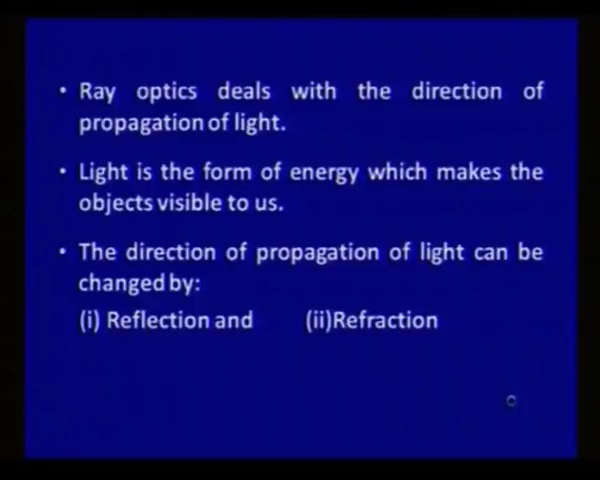 • Ray optics deals with the direction of
propagation of light.
• Light is the form of energy which makes the
objects visible to us.
• The direction of propagation of light can be
changed by:
(i) Reflection and (ii)Refraction